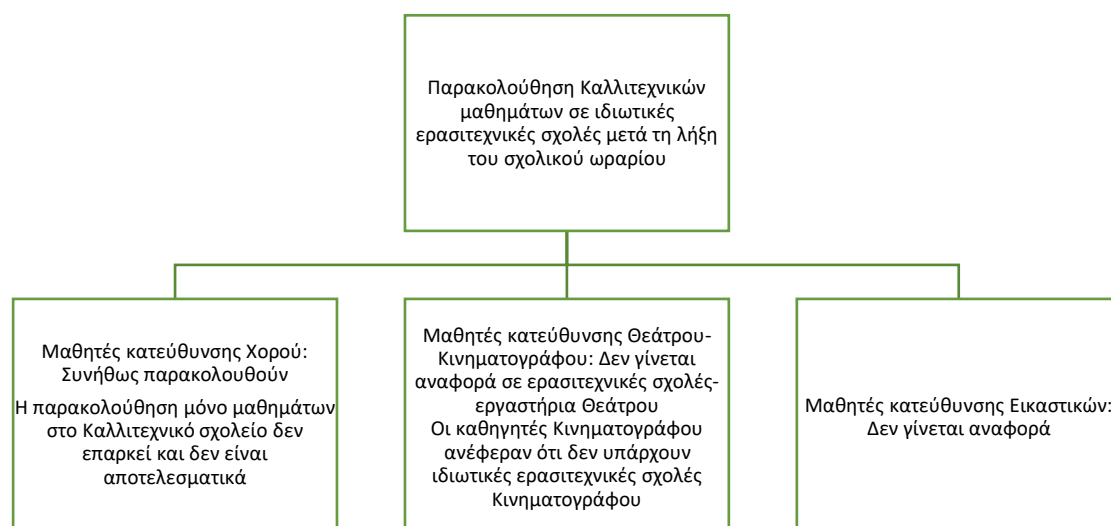 Παρακολούθηση Καλλιτεχνικών
μαθημάτων σε ιδιωτικές
ερασιτεχνικές σχολές μετά τη λήξη
του σχολικού ωραρίου
Μαθητές κατεύθυνσης Χορού:
Συνήθως παρακολουθούν
Η παρακολούθηση μόνο μαθημάτων
στο Καλλιτεχνικό σχολείο δεν
επαρκεί και δεν είναι
αποτελεσματικά
Μαθητές κατεύθυνσης Θεάτρου-
Κινηματογράφου: Δεν γίνεται
αναφορά σε ερασιτεχνικές σχολές-
εργαστήρια Θεάτρου
Οι καθηγητές Κινηματογράφου
ανέφεραν ότι δεν υπάρχουν
ιδιωτικές ερασιτεχνικές σχολές
Κινηματογράφου
Μαθητές κατεύθυνσης Εικαστικών:
Δεν γίνεται αναφορά